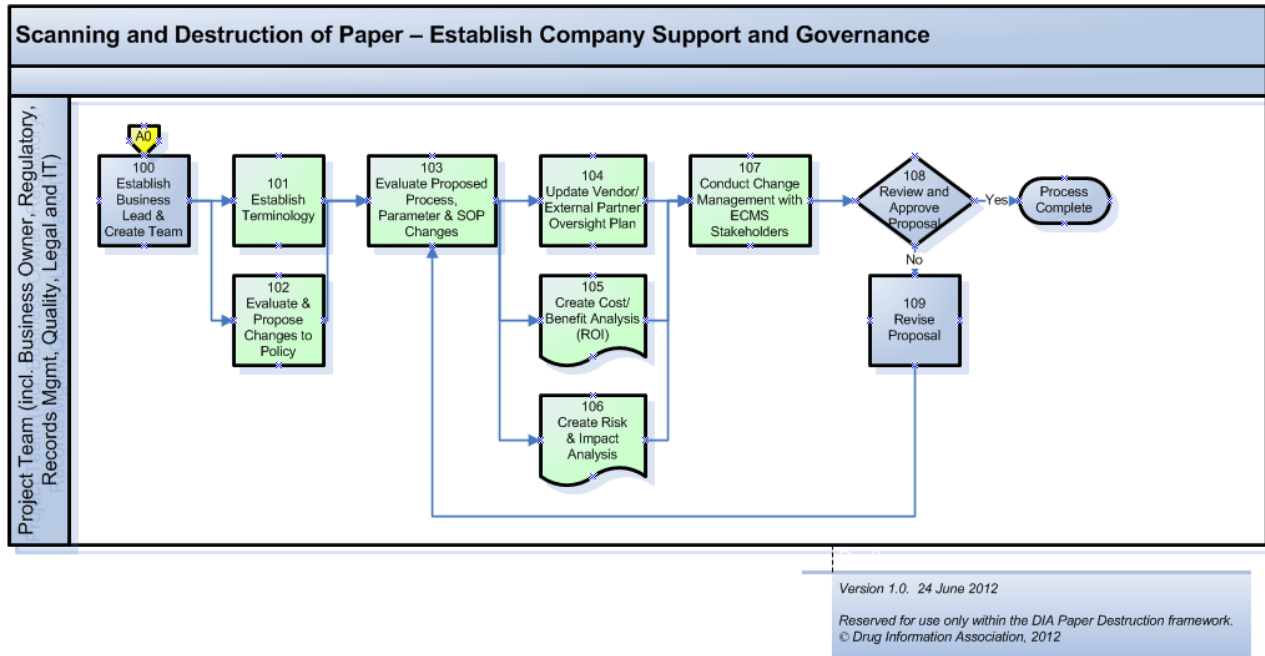 Scanning and Destruction of Paper – Establish Company Support and Governance
Project Team (incl. Business Owner, Regulatory,
Records Mgmt, Quality, Legal and IT)
A0
100
Establish
Business
Lead &
Create Team
101
Establish
Terminology
102
Evaluate &
Propose
Changes to
Policy
103
Evaluate Proposed
Process,
Parameter & SOP
Changes
104
Update Vendor/
External Partner
Oversight Plan
105
Create Cost/
Benefit Analysis
(ROI)
106
Create Risk
& Impact
Analysis
107
Conduct Change
Management with
ECMS
Stakeholders
108
Review and
Approve
Proposal
Yes
Process
Complete
No
109
Revise
Proposal
Version 1.0.  24 June 2012
Reserved for use only within the DIA Paper Destruction framework.
© Drug Information Association, 2012